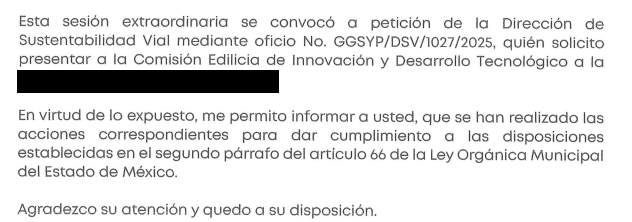 Esta sesión extraordinaria se convocó a petición de la Dirección de
Sustentabilidad Vial mediante oficio No. GGSYP/DSV/1027/2025, quién solicito
presentar a la Comisión Edilicia de Innovación y Desarrollo Tecnológico a la
En virtud de lo expuesto, me permito informar a usted, que se han realizado las
acciones correspondientes para dar cumplimiento a las disposiciones
establecidas en el segundo párrafo del artículo 66 de la Ley Orgánica Municipal
del Estado de México.
Agradezco su atención y quedo a su disposición.